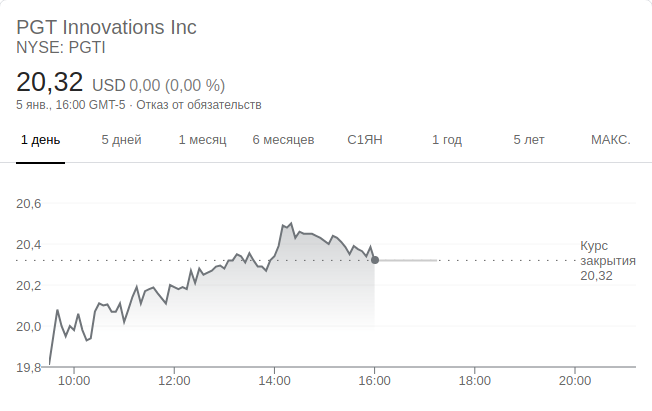 PGT Innovations Inc
NYSE: PGTI
20,32 USD 0,00 (0,00 %)
5 янв., 16:00 GMT-5 · Отказ от обязательств
1 день 5 дней 1 месяц 6 месяцев С1ЯН 1 год 5 лет МАКС.
20,6
20,4
20,2
20,0
19,8
Курс
закрытия
20,32
10:00 12:00 14:00 16:00 18:00 20:00